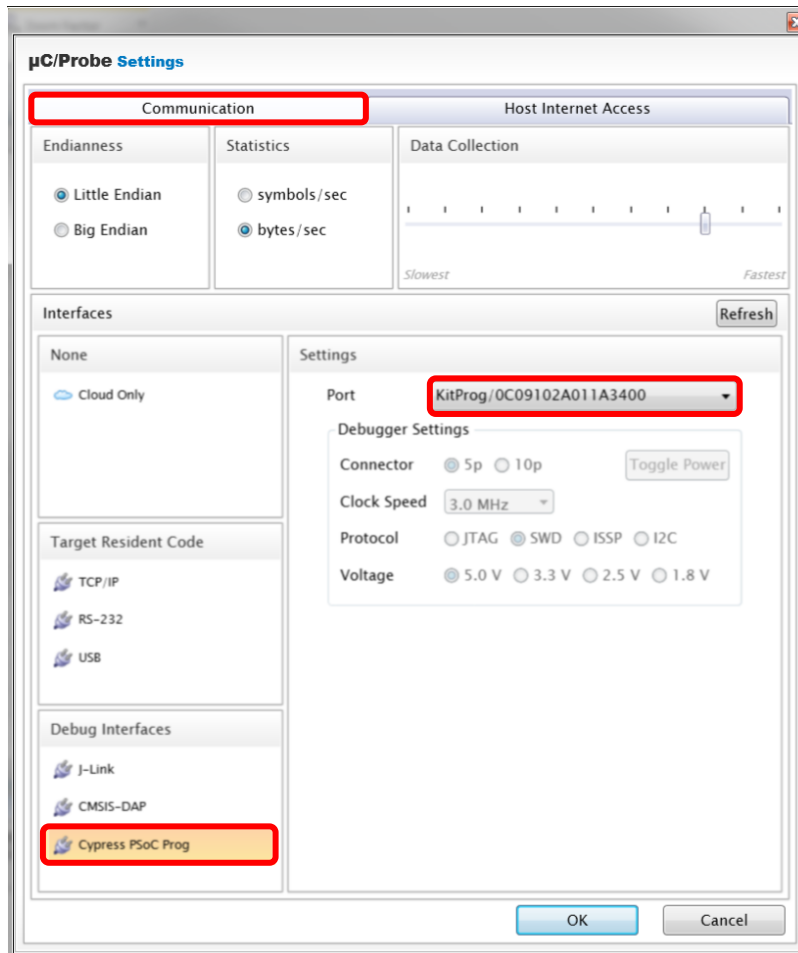 µC/Probe Settings
Communication
Host Internet Access
Endianness
Statistics
Data Collection
Little Endian
symbols/sec
Big Endian
bytes/sec
Slowest
Fastest
Interfaces
Refresh
None
Settings
Cloud Only
Port
KitProg/0C09102A011A3400
Debugger Settings
Connector
5p
10p
Toggle Power
Clock Speed
3.0 MHz
Protocol
JTAG
SWD
ISSP
I2C
Voltage
5.0 V
3.3 V
2.5 V
1.8 V
Target Resident Code
TCP/IP
RS-232
USB
Debug Interfaces
J-Link
CMSIS-DAP
Cypress PSoC Prog
OK
Cancel